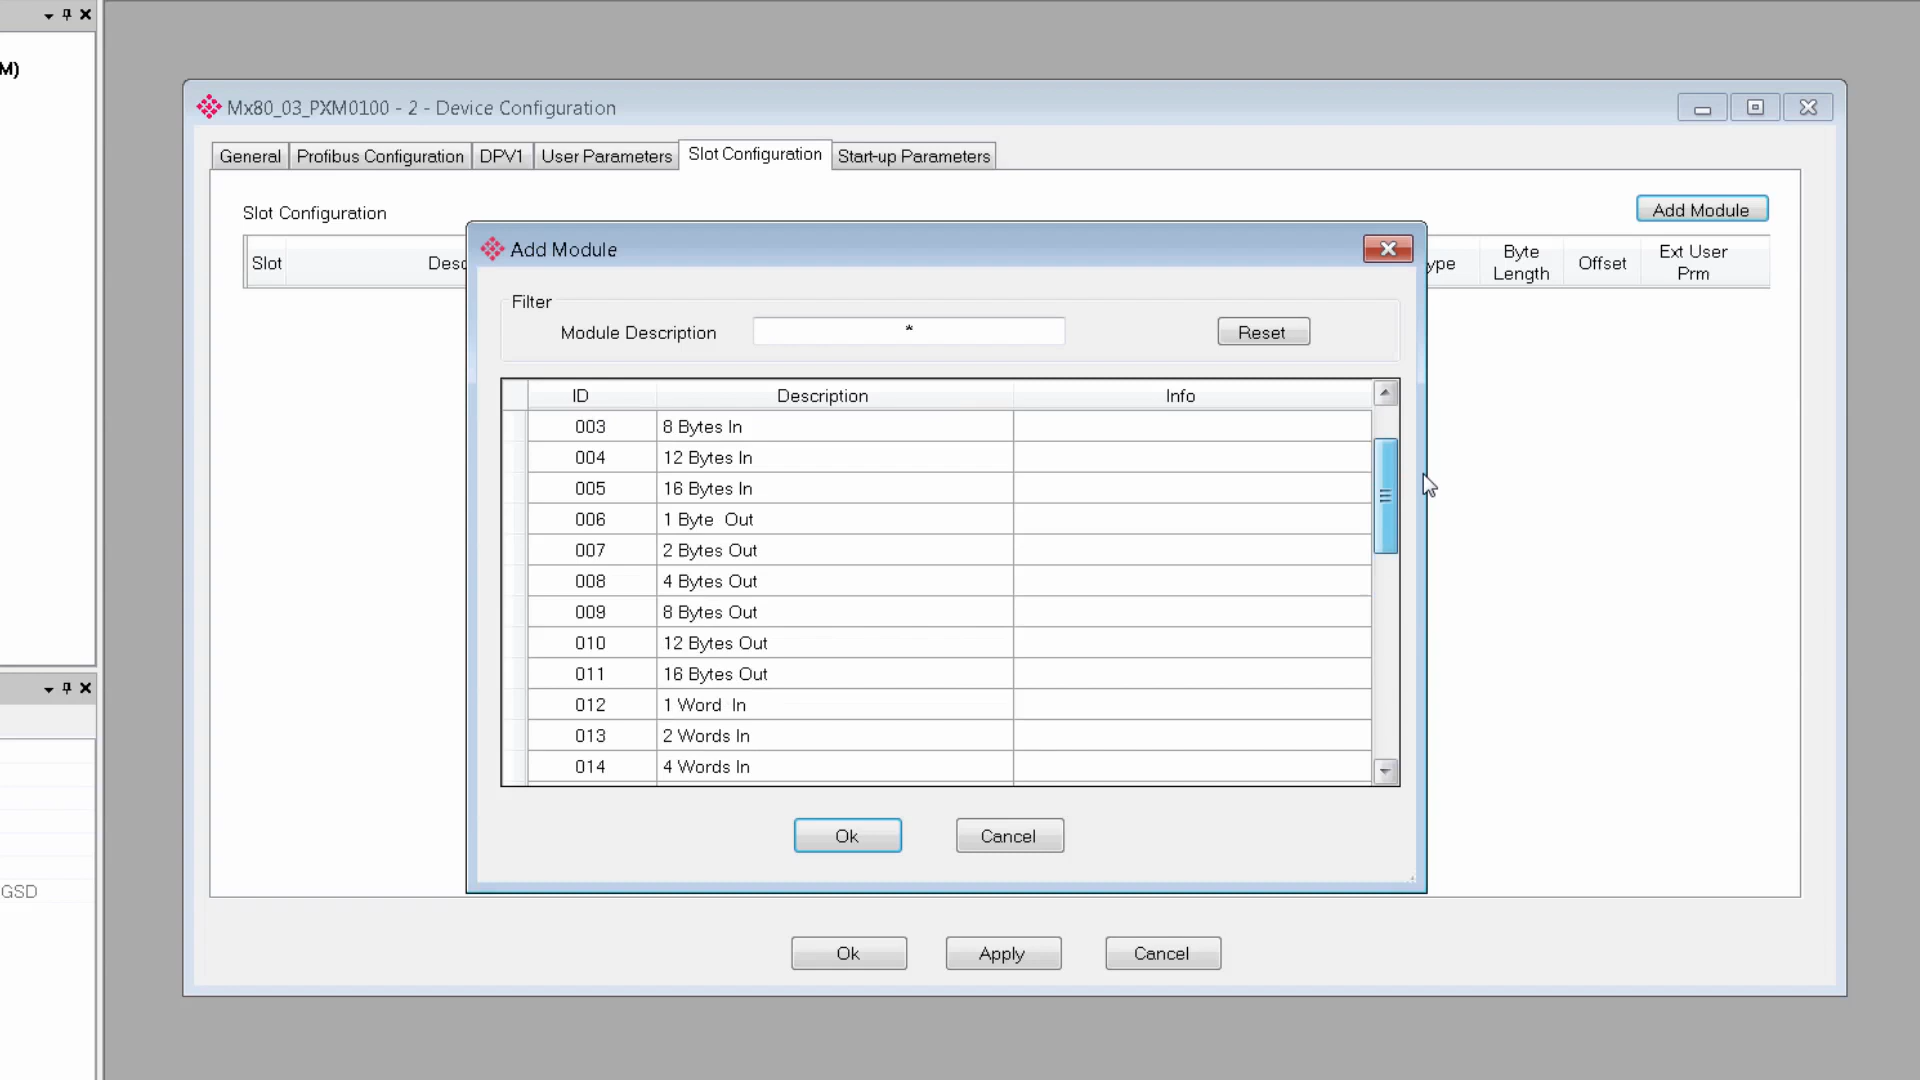 M)
Mx80_03_PXM0100 - 2 - Device Configuration
General Profibus Configuration DPV1 User Parameters Slot Configuration Start-up Parameters
Slot Configuration
Add Module
Slot Desc ype Byte Length Offset Ext User Prm
Add Module
Filter
Module Description * Reset
ID Description Info
003 8 Bytes In
004 12 Bytes In
005 16 Bytes In
006 1 Byte Out
007 2 Bytes Out
008 4 Bytes Out
009 8 Bytes Out
010 12 Bytes Out
011 16 Bytes Out
012 1 Word In
013 2 Words In
014 4 Words In
Ok Cancel
GSD
Ok Apply Cancel